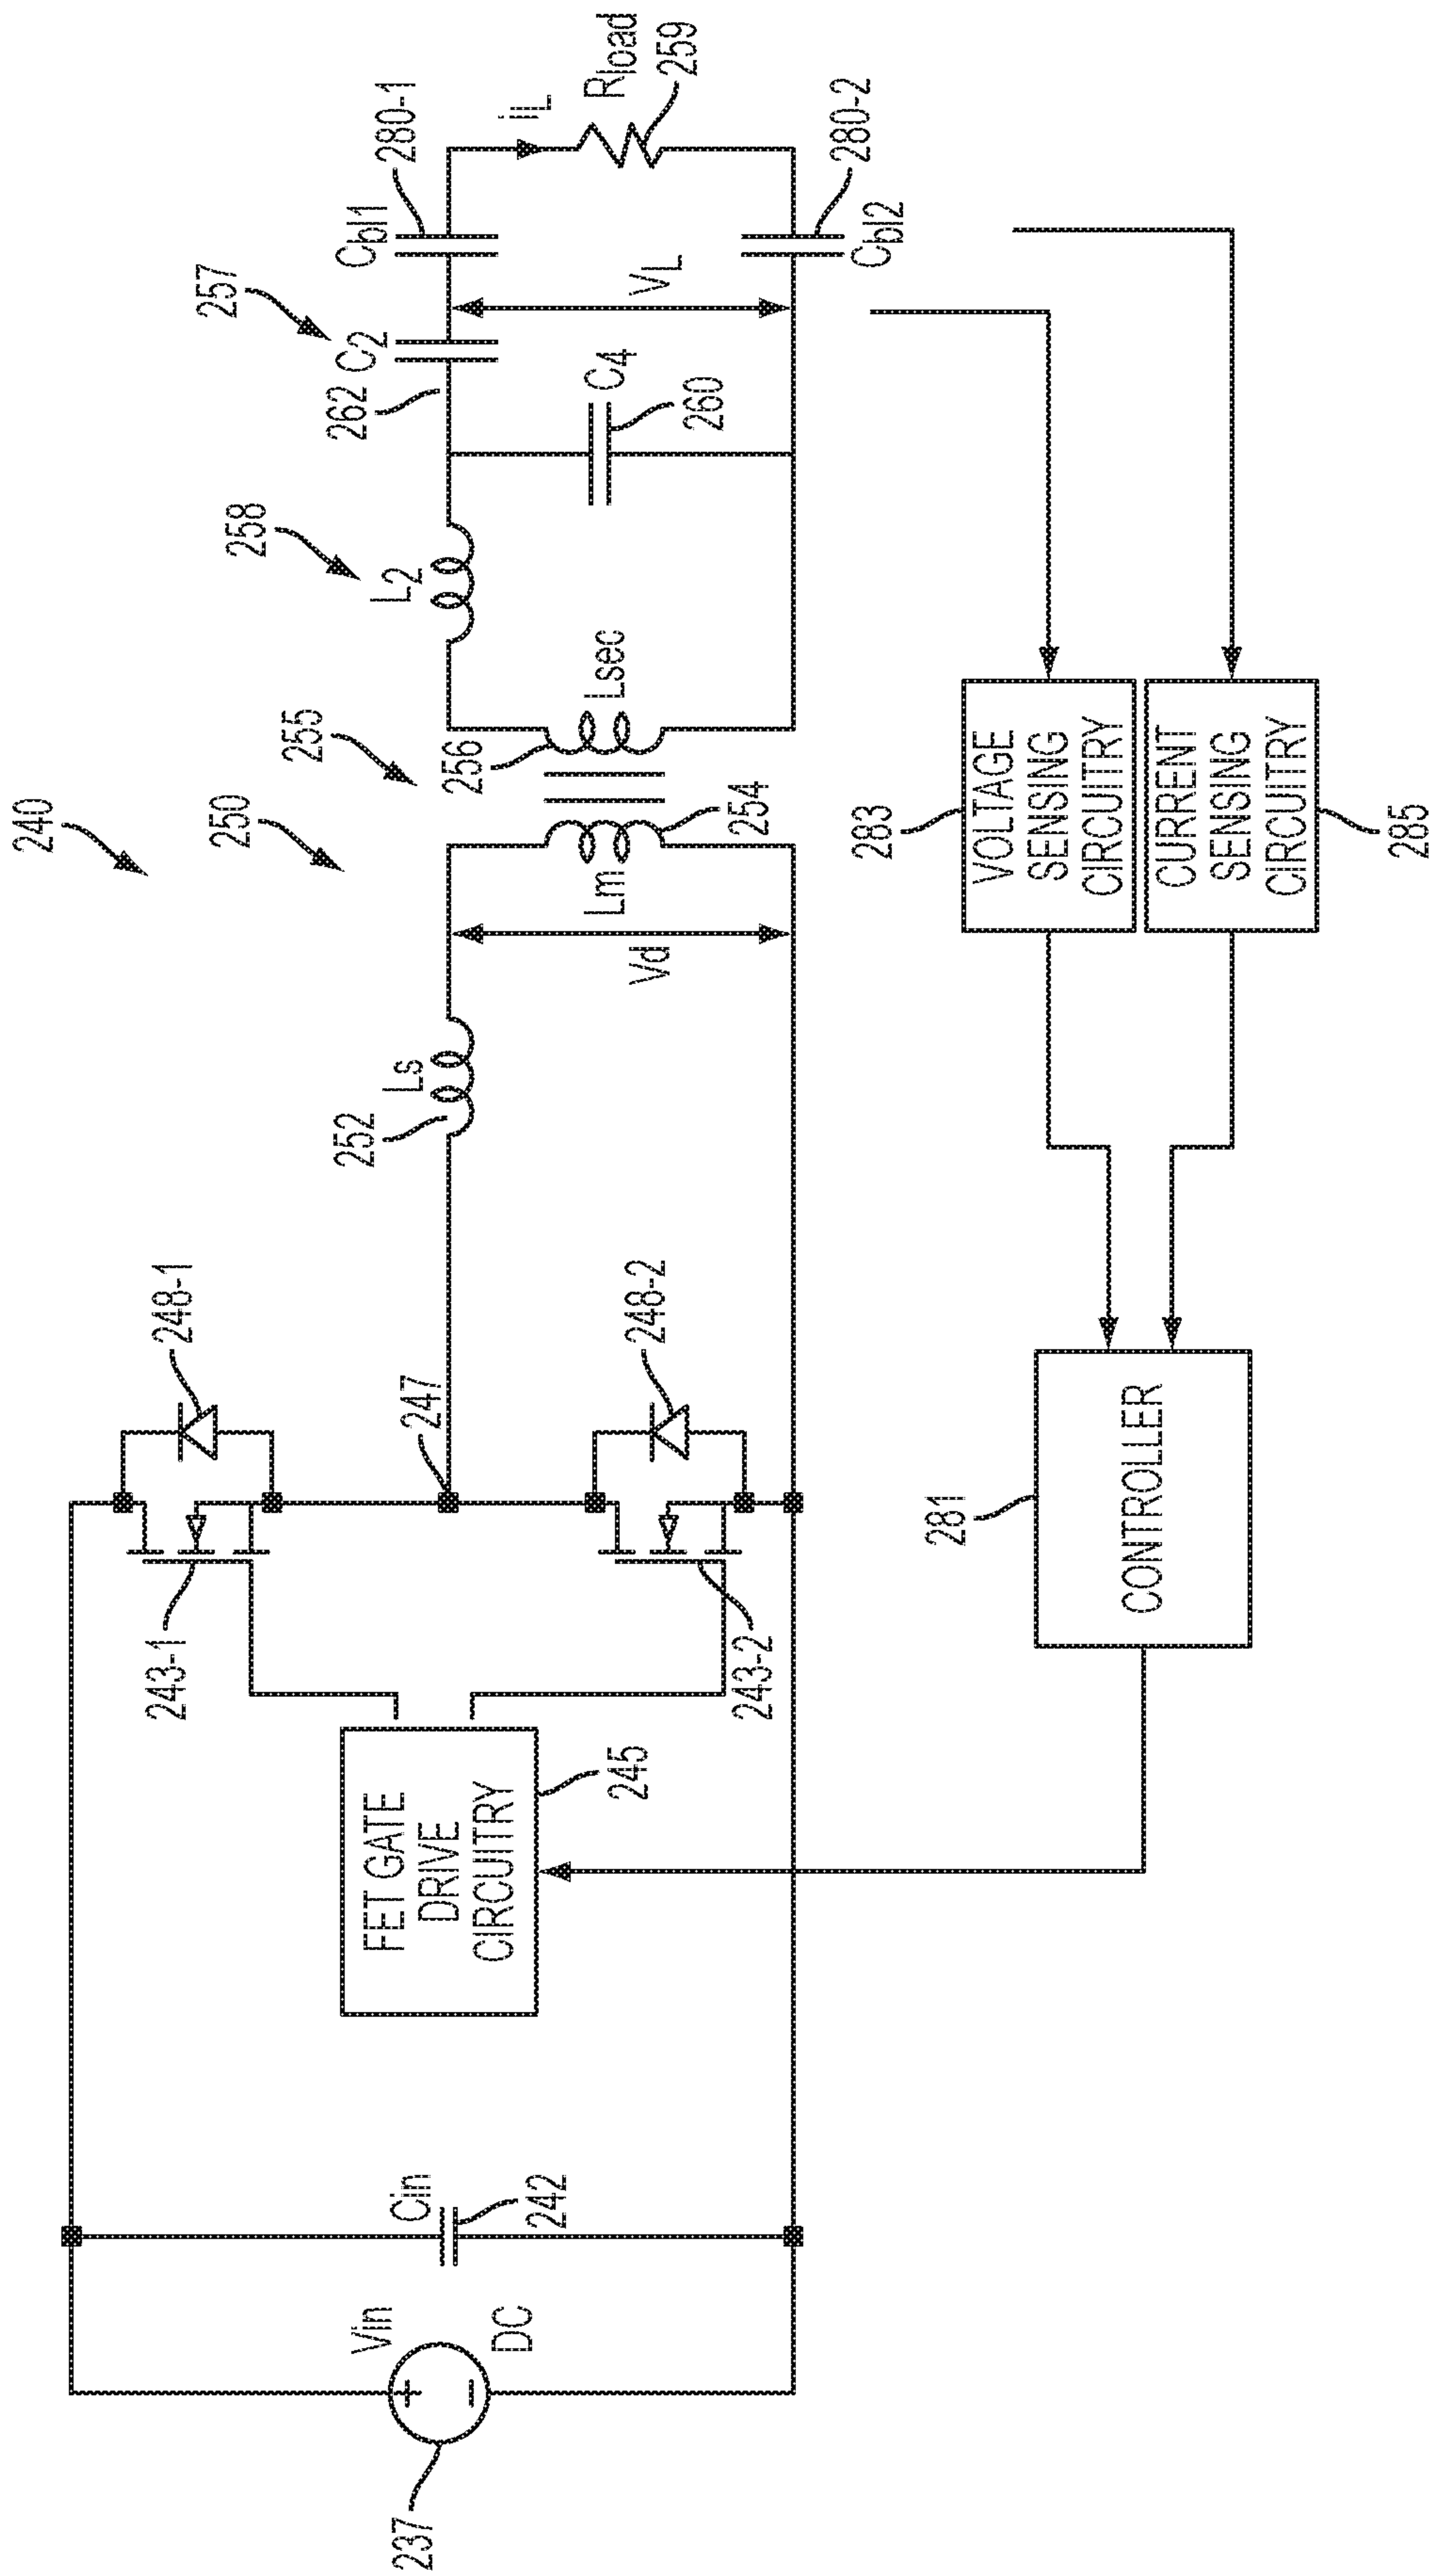 240
250
255
258
257
262
C2
Cbl1
280-1
iL
Rload
259
VL
C4
260
Cbl2
280-2
L2
Lsec
256
254
Lm
Vd
Ls
252
247
248-1
248-2
243-1
243-2
FET GATE
DRIVE
CIRCUITRY
245
Cin
242
Vin
+
−
DC
237
VOLTAGE
SENSING
CIRCUITRY
283
CURRENT
SENSING
CIRCUITRY
285
CONTROLLER
281